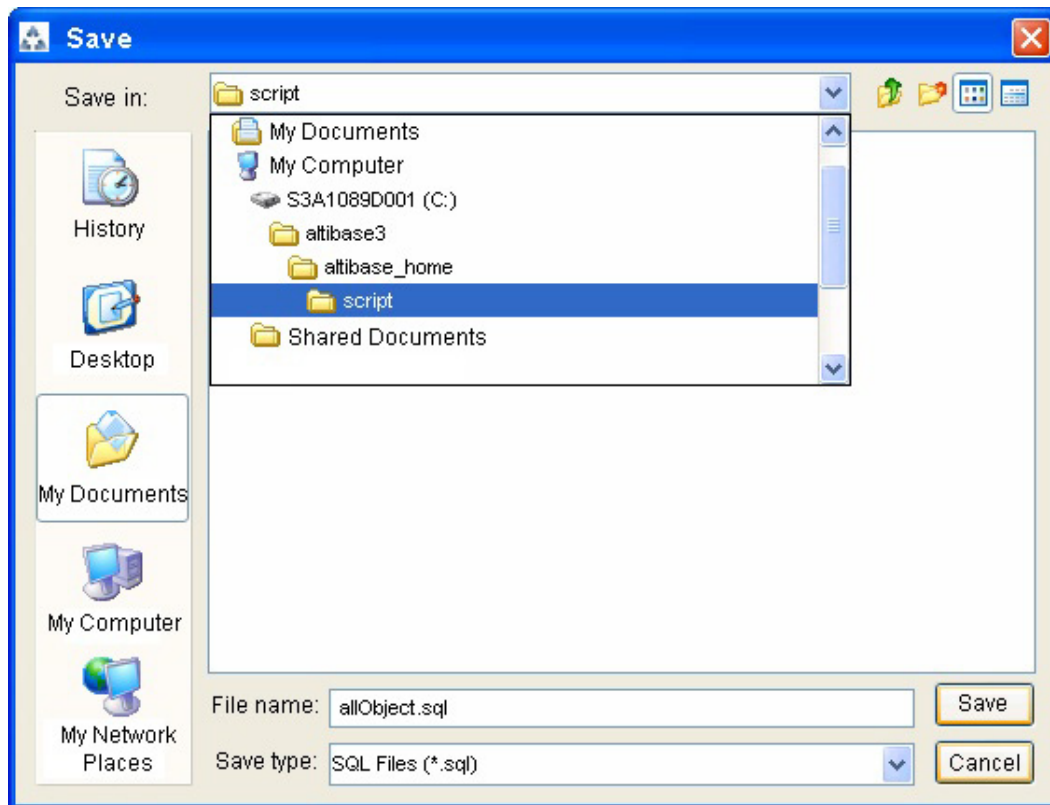 Save
Save in:
script
My Documents
My Computer
S3A1089D001 (C:)
altibase3
altibase_home
script
Shared Documents
History
Desktop
My Documents
My Computer
My Network
Places
File name:
allObject.sql
Save
Save type:
SQL Files (*.sql)
Cancel